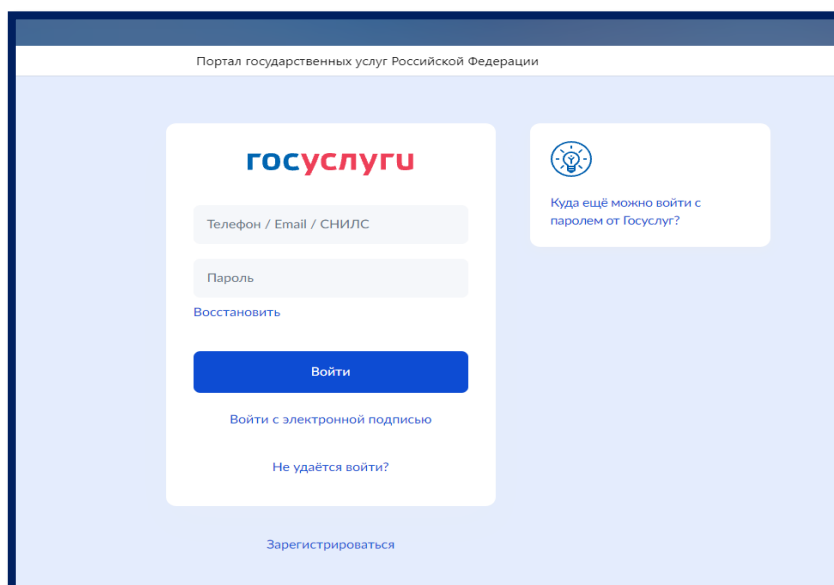 Портал государственных услуг Российской Федерации
госуслуги
Телефон / Email / СНИЛС
Пароль
Восстановить
Войти
Войти с электронной подписью
Не удаётся войти?
Зарегистрироваться
Куда ещё можно войти с
паролем от Госуслуг?